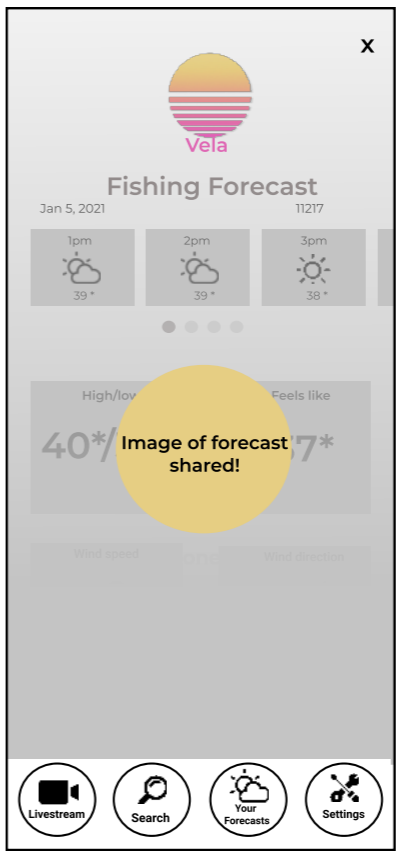 X
Vela
Fishing Forecast
Jan 5, 2021 11217
1pm 2pm 3pm
39 * 39 * 38 *
High/low Feels like
40*/ 7*
Image of forecast
shared!
Wind speed Wind direction
Livestream
Search
Your
Forecasts
Settings